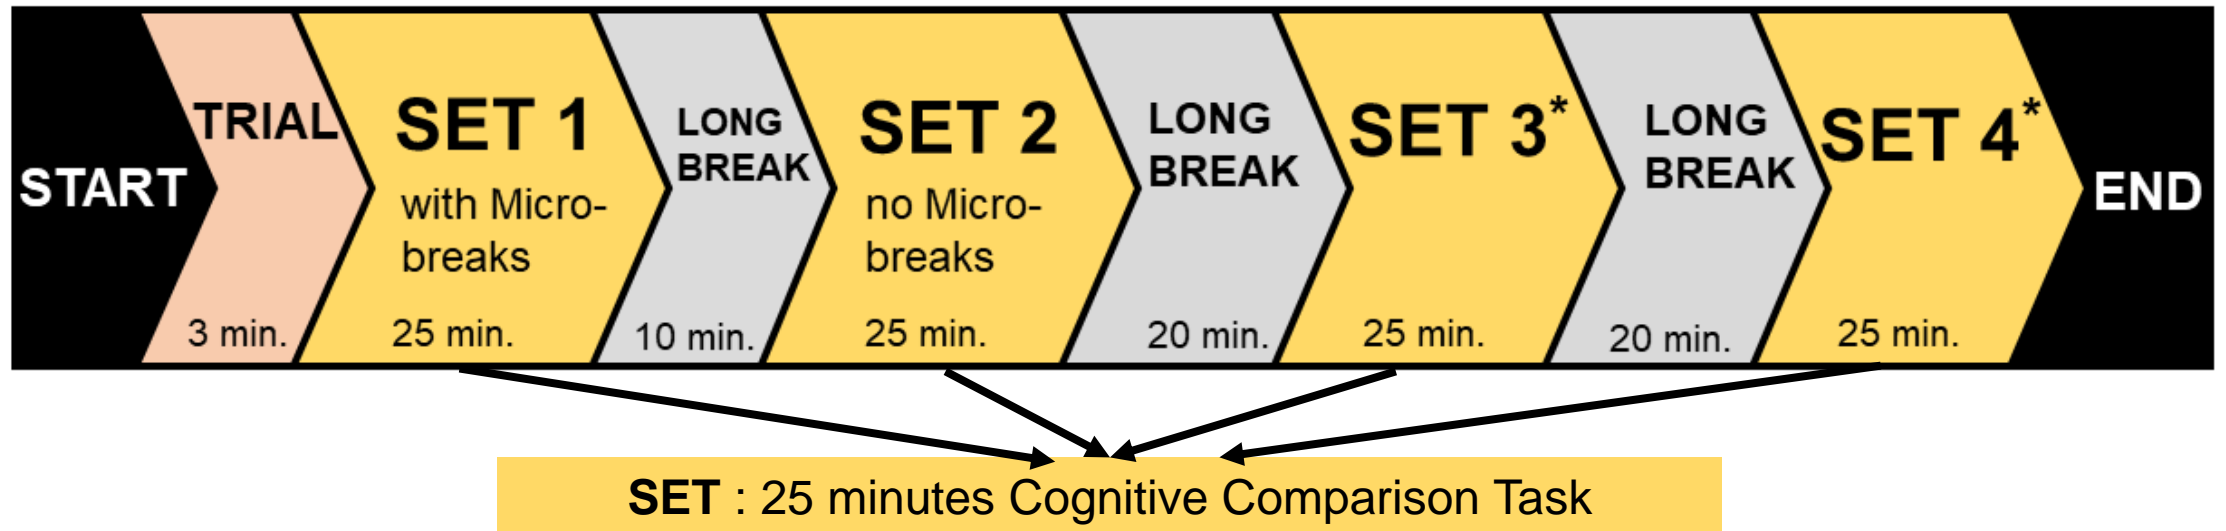 START
TRIAL
3 min.
SET 1
with Micro-
breaks
25 min.
LONG
BREAK
10 min.
SET 2
no Micro-
breaks
25 min.
LONG
BREAK
20 min.
SET 3*
25 min.
LONG
BREAK
20 min.
SET 4*
25 min.
END
SET : 25 minutes Cognitive Comparison Task